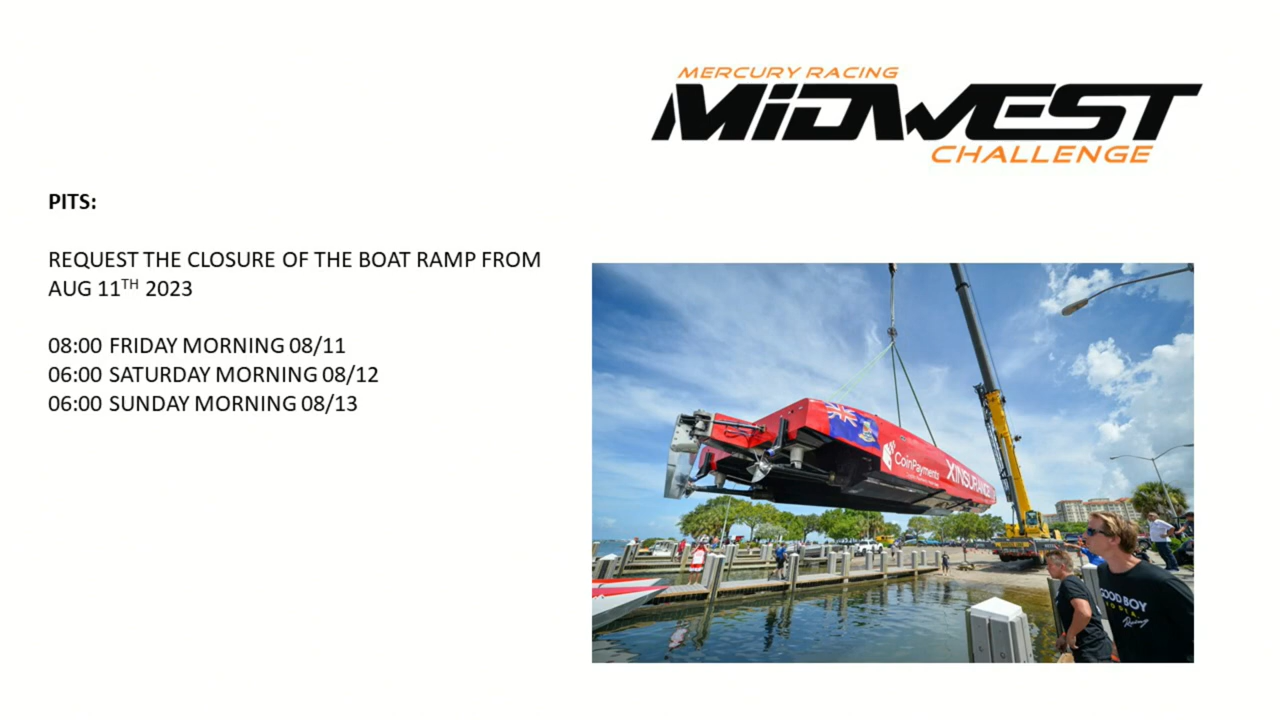 MERCURY RACING
MiDWEST
CHALLENGE
PITS:
REQUEST THE CLOSURE OF THE BOAT RAMP FROM
AUG 11TH 2023
08:00 FRIDAY MORNING 08/11
06:00 SATURDAY MORNING 08/12
06:00 SUNDAY MORNING 08/13
CoinPayments
XINSURANCE
GOOD BOY
Racing